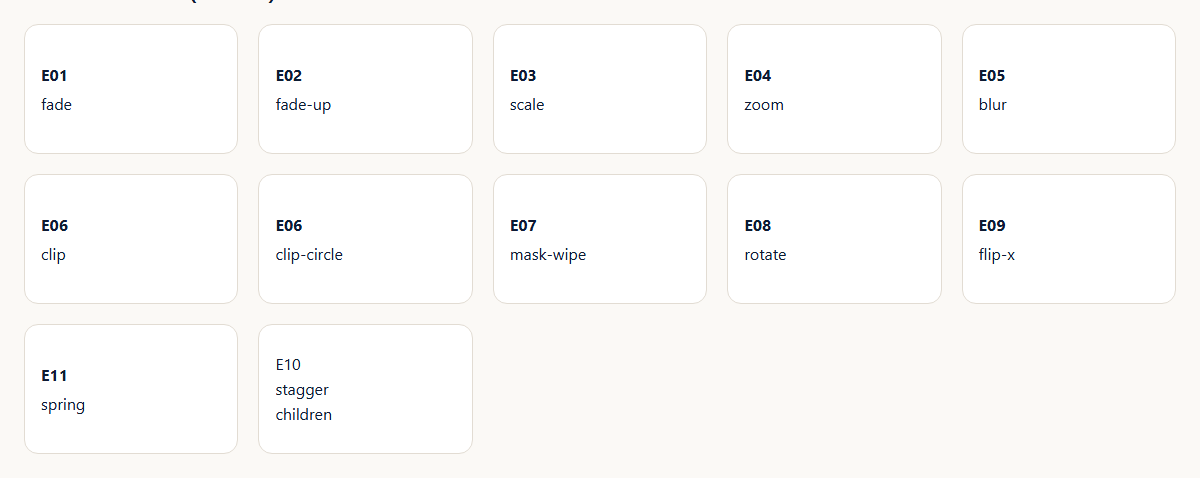 E01
fade
E02
fade-up
E03
scale
E04
zoom
E05
blur
E06
clip
E06
clip-circle
E07
mask-wipe
E08
rotate
E09
flip-x
E11
spring
E10
stagger
children